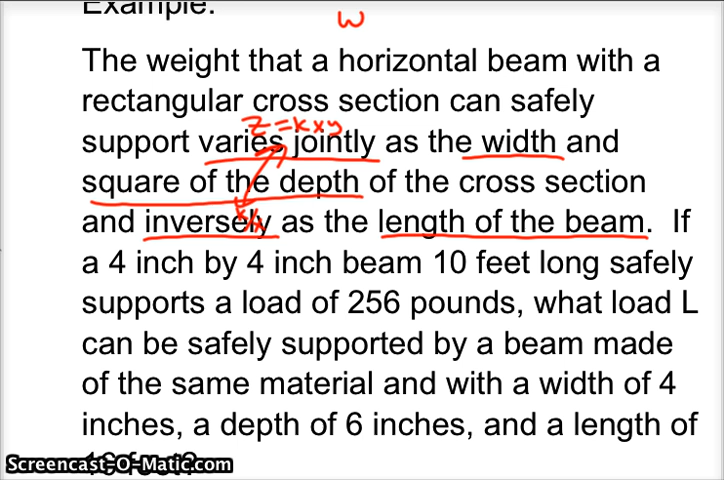 Example:
W
The weight that a horizontal beam with a
rectangular cross section can safely
z = kxy
support varies jointly as the width and
square of the depth of the cross section
and inversely as the length of the beam. If
a 4 inch by 4 inch beam 10 feet long safely
supports a load of 256 pounds, what load L
can be safely supported by a beam made
of the same material and with a width of 4
inches, a depth of 6 inches, and a length of
Screencast-O-Matic.com